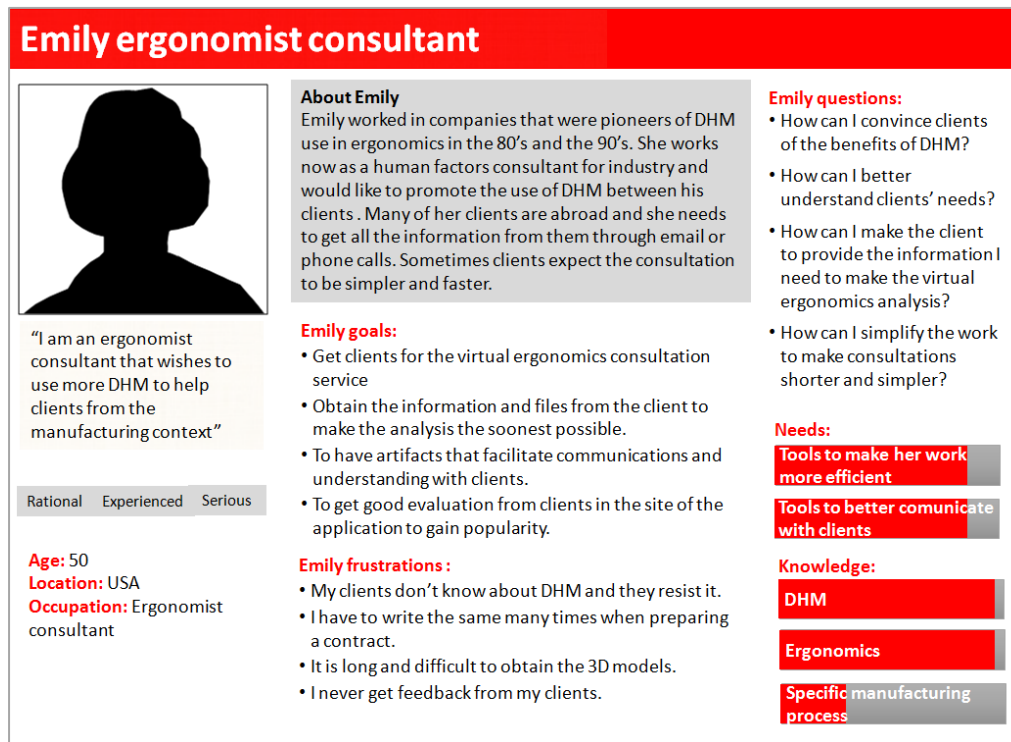 Emily ergonomist consultant
“I am an ergonomist
consultant that wishes to
use more DHM to help
clients from the
manufacturing context”
Rational Experienced Serious
Age: 50
Location: USA
Occupation: Ergonomist
consultant
About Emily
Emily worked in companies that were pioneers of DHM
use in ergonomics in the 80’s and the 90’s. She works
now as a human factors consultant for industry and
would like to promote the use of DHM between his
clients . Many of her clients are abroad and she needs
to get all the information from them through email or
phone calls. Sometimes clients expect the consultation
to be simpler and faster.
Emily goals:
• Get clients for the virtual ergonomics consultation
service
• Obtain the information and files from the client to
make the analysis the soonest possible.
• To have artifacts that facilitate communications and
understanding with clients.
• To get good evaluation from clients in the site of the
application to gain popularity.
Emily frustrations :
• My clients don’t know about DHM and they resist it.
• I have to write the same many times when preparing
a contract.
• It is long and difficult to obtain the 3D models.
• I never get feedback from my clients.
Emily questions:
• How can I convince clients
of the benefits of DHM?
• How can I better
understand clients’ needs?
• How can I make the client
to provide the information I
need to make the virtual
ergonomics analysis?
• How can I simplify the work
to make consultations
shorter and simpler?
Needs:
Tools to make her work
more efficient
Tools to better comunicate
with clients
Knowledge:
DHM
Ergonomics
Specific manufacturing
process